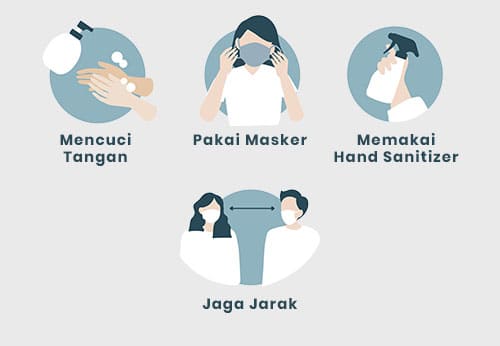 Mencuci
Tangan
Pakai Masker
Memakai
Hand Sanitizer
Jaga Jarak